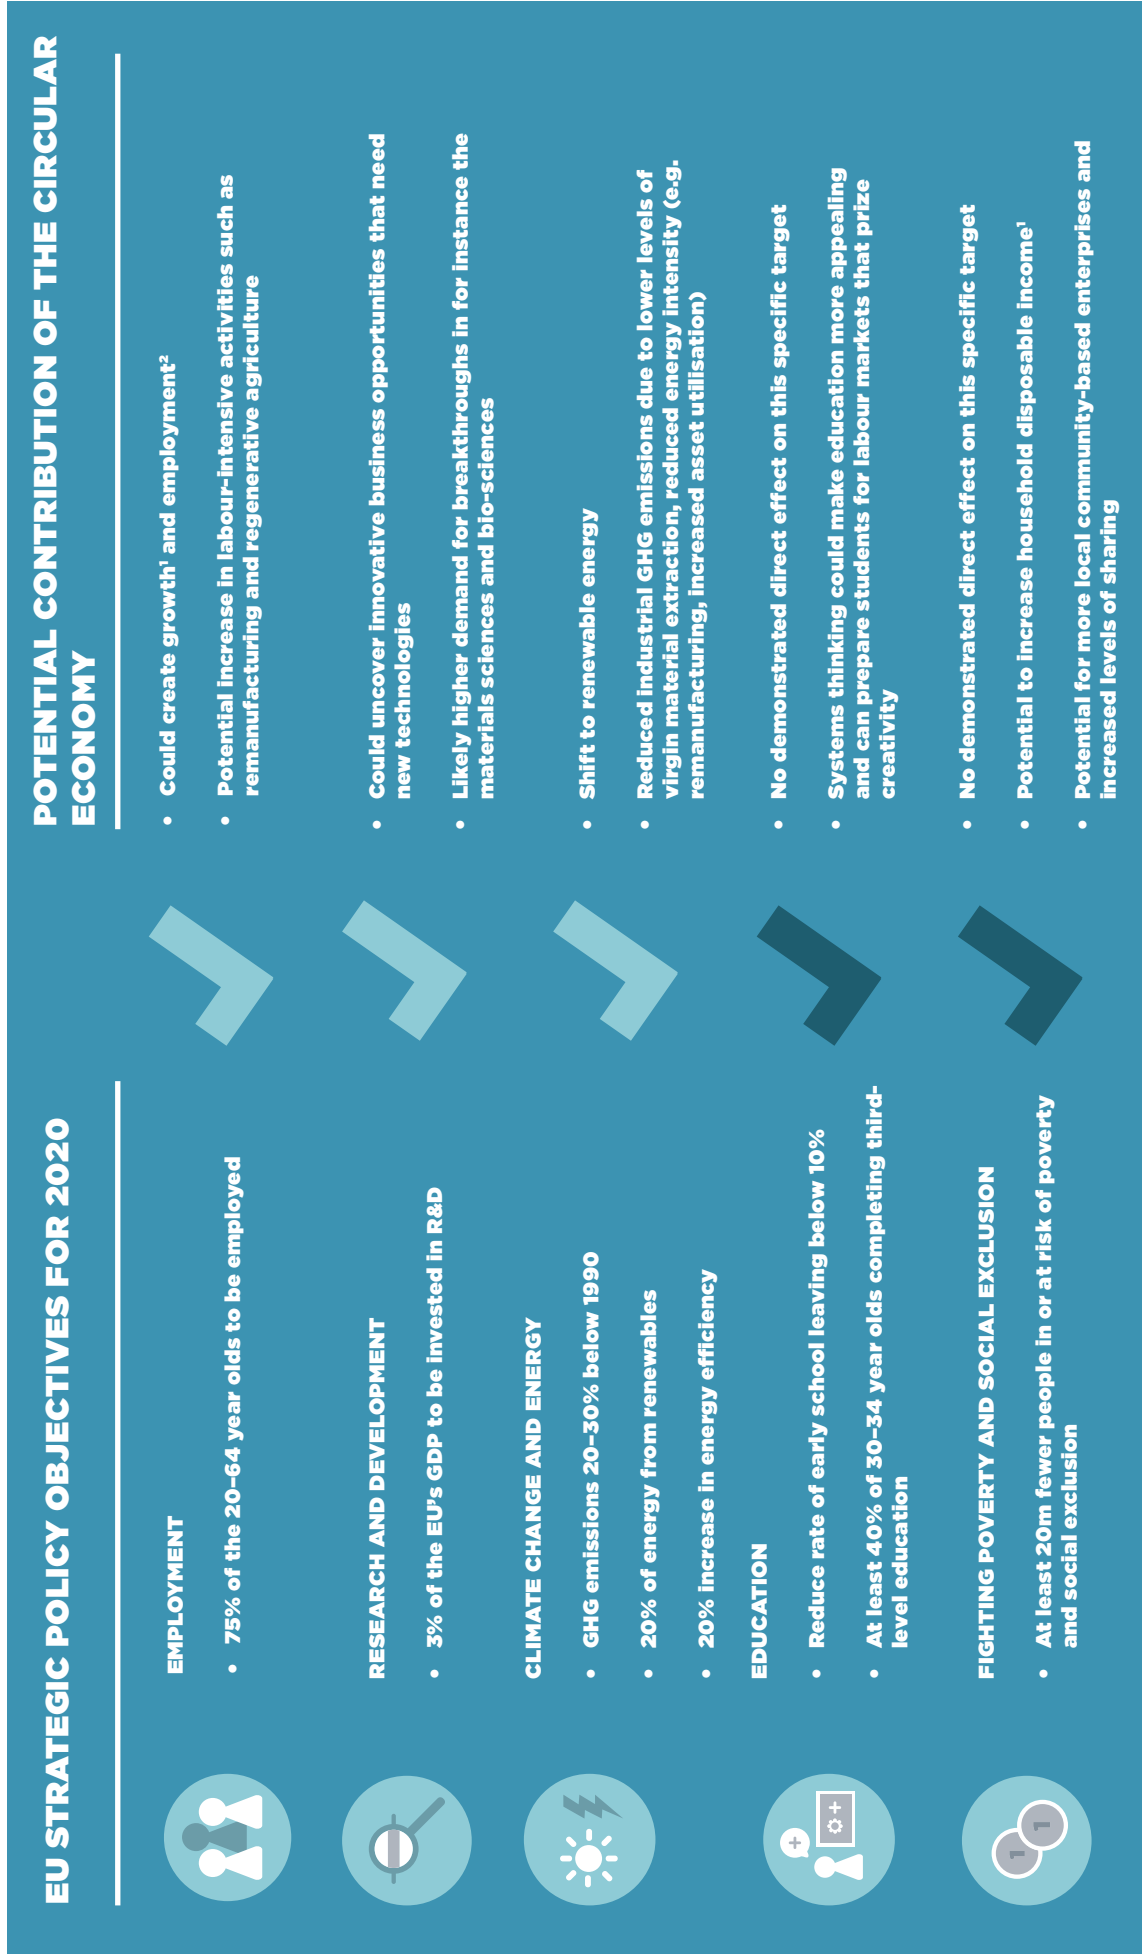 EU STRATEGIC POLICY OBJECTIVES FOR 2020
EMPLOYMENT
• 75% of the 20–64 year olds to be employed
RESEARCH AND DEVELOPMENT
• 3% of the EU’s GDP to be invested in R&D
CLIMATE CHANGE AND ENERGY
• GHG emissions 20–30% below 1990
• 20% of energy from renewables
• 20% increase in energy efficiency
EDUCATION
• Reduce rate of early school leaving below 10%
• At least 40% of 30–34 year olds completing third-
level education
FIGHTING POVERTY AND SOCIAL EXCLUSION
• At least 20m fewer people in or at risk of poverty
and social exclusion
1
1
POTENTIAL CONTRIBUTION OF THE CIRCULAR
ECONOMY
• Could create growth¹ and employment²
• Potential increase in labour-intensive activities such as
remanufacturing and regenerative agriculture
• Could uncover innovative business opportunities that need
new technologies
• Likely higher demand for breakthroughs in for instance the
materials sciences and bio-sciences
• Shift to renewable energy
• Reduced industrial GHG emissions due to lower levels of
virgin material extraction, reduced energy intensity (e.g.
remanufacturing, increased asset utilisation)
• No demonstrated direct effect on this specific target
• Systems thinking could make education more appealing
and can prepare students for labour markets that prize
creativity
• No demonstrated direct effect on this specific target
• Potential to increase household disposable income¹
• Potential for more local community-based enterprises and
increased levels of sharing